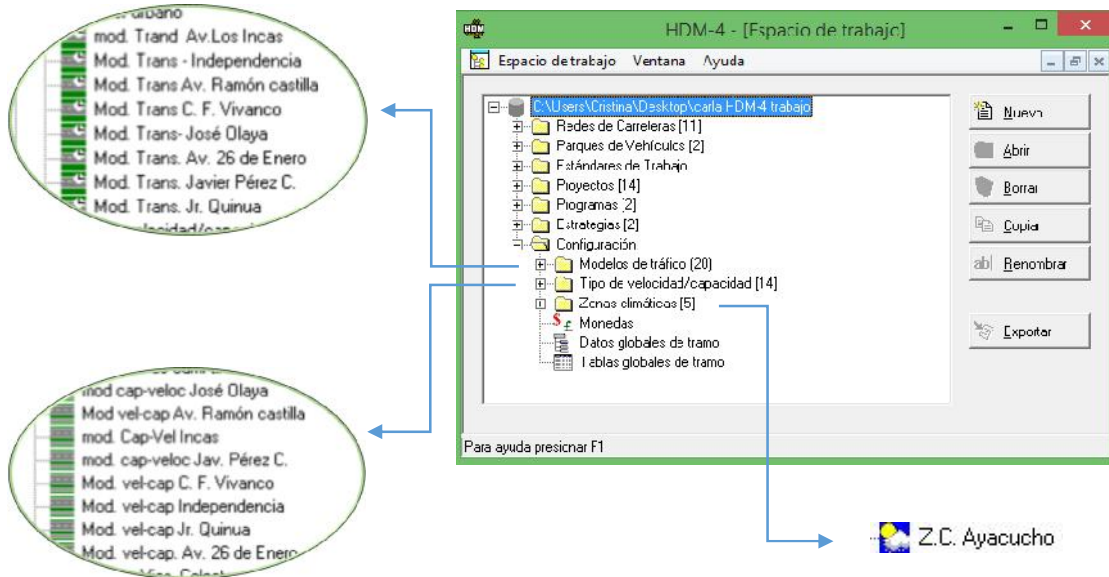 urbano
mod. Trand Av.Los Incas
Mod. Trans - Independencia
Mod. Trans Av. Ramón castilla
Mod. Trans C. F. Vivanco
Mod. Trans- José Olaya
Mod. Trans. Av. 26 de Enero
Mod. Trans. Javier Pérez C.
Mod. Trans. Jr. Quinua
mod cap-veloc José Olaya
Mod vel-cap Av. Ramón castilla
mod. Cap-Vel Incas
mod. cap-veloc Jav. Pérez C.
Mod. vel-cap C. F. Vivanco
Mod. vel-cap Independencia
Mod. vel-cap Jr. Quinua
Mod. vel-cap. Av. 26 de Enero
HDM-4 - [Espacio de trabajo]
Espacio de trabajo Ventana Ayuda
C:\Users\Cristina\Desktop\carla HDM-4 trabajo
Redes de Carreteras [11]
Parques de Vehículos [2]
Estándares de Trabajo
Proyectos [14]
Programas [2]
Estrategias [2]
Configuración
Modelos de tráfico (20)
Tipo de velocidad/capacidad [14]
Zonas climáticas [5]
Monedas
Datos globales de tramo
Tablas globales de tramo
Nuevo
Abrir
Borrar
Copiar
Renombrar
Exportar
Para ayuda presionar F1
Z.C. Ayacucho